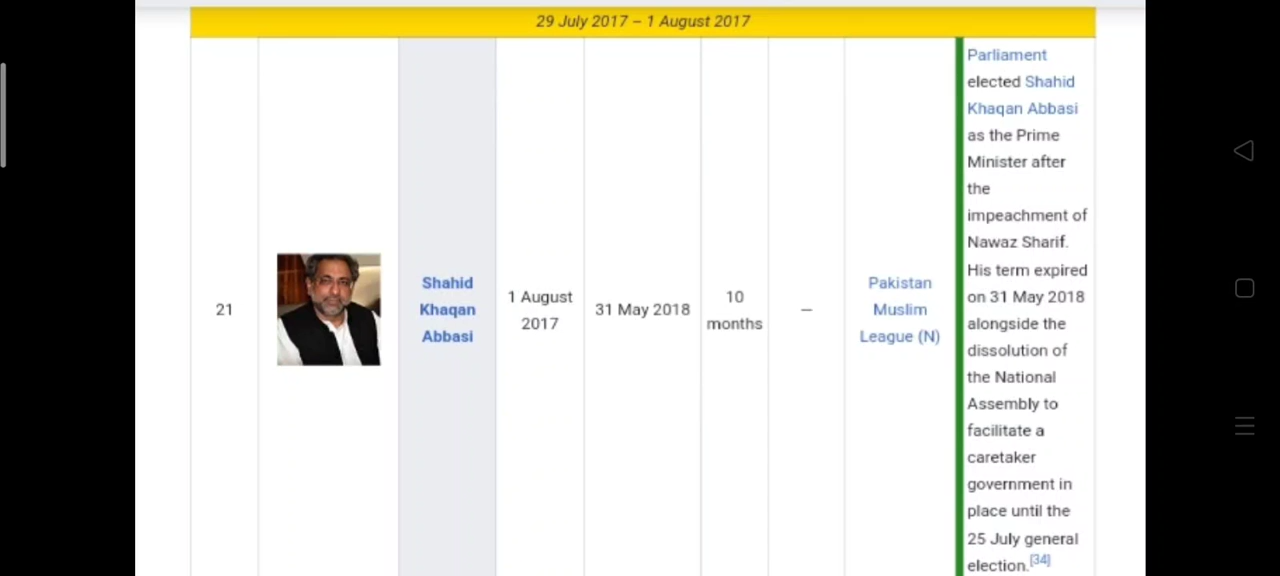 29 July 2017 – 1 August 2017
21
Shahid
Khaqan
Abbasi
1 August
2017
31 May 2018
10
months
–
Pakistan
Muslim
League (N)
Parliament
elected Shahid
Khaqan Abbasi
as the Prime
Minister after
the
impeachment of
Nawaz Sharif.
His term expired
on 31 May 2018
alongside the
dissolution of
the National
Assembly to
facilitate a
caretaker
government in
place until the
25 July general
election.[34]